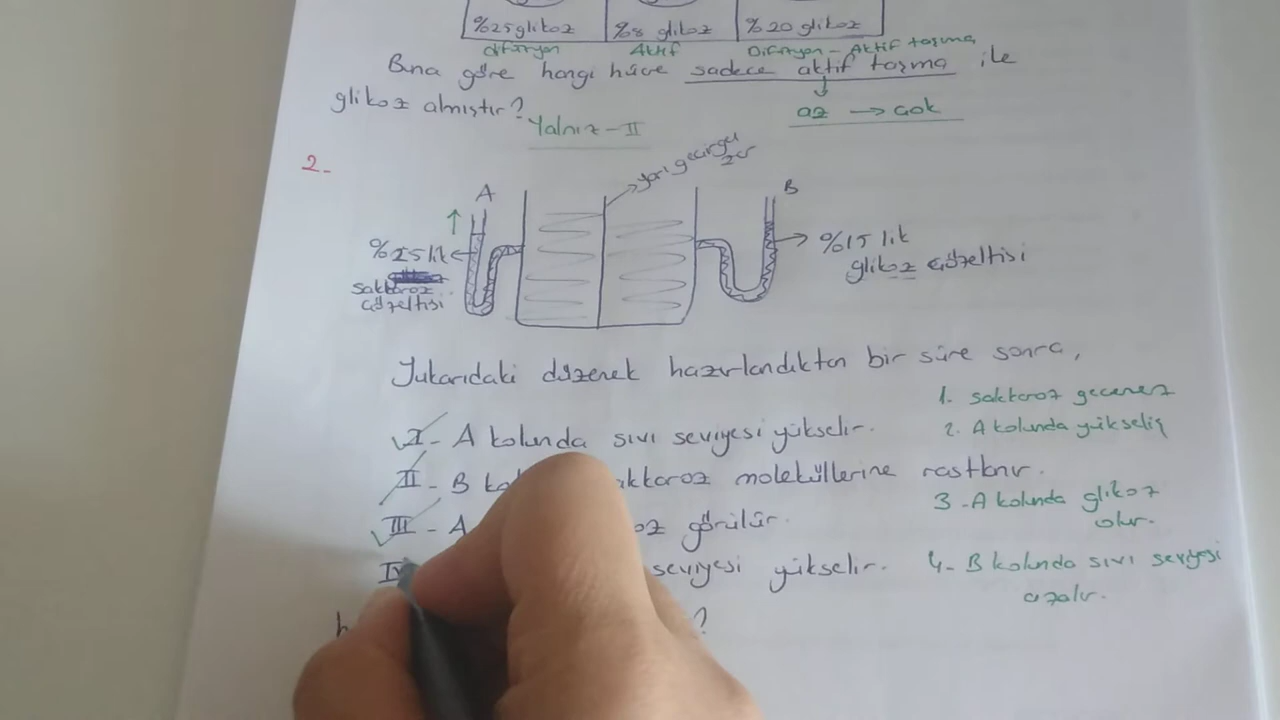 %25 glikoz %8 glikoz %20 glikoz
difüzyon Aktif Difüzyon - Aktif taşıma
Buna göre hangi hücre sadece aktif taşıma ile
glikoz almıştır? az → çok
Yalnız - II
2-
yarı geçirgen zar
A B
%25 lik %15 lik
sakkaroz glikoz çözeltisi
çözeltisi
Yukarıdaki düzenek hazırlandıktan bir süre sonra,
1. sakkaroz geçemez
I - A kolunda sıvı seviyesi yükselir. 2. A kolunda yükseliş
II - B moleküllerine rastlanır.
3 - A kolunda glikoz
III - A görülür. olur.
seviyesi yükselir. 4- B kolunda sıvı seviyesi
azalır.
?